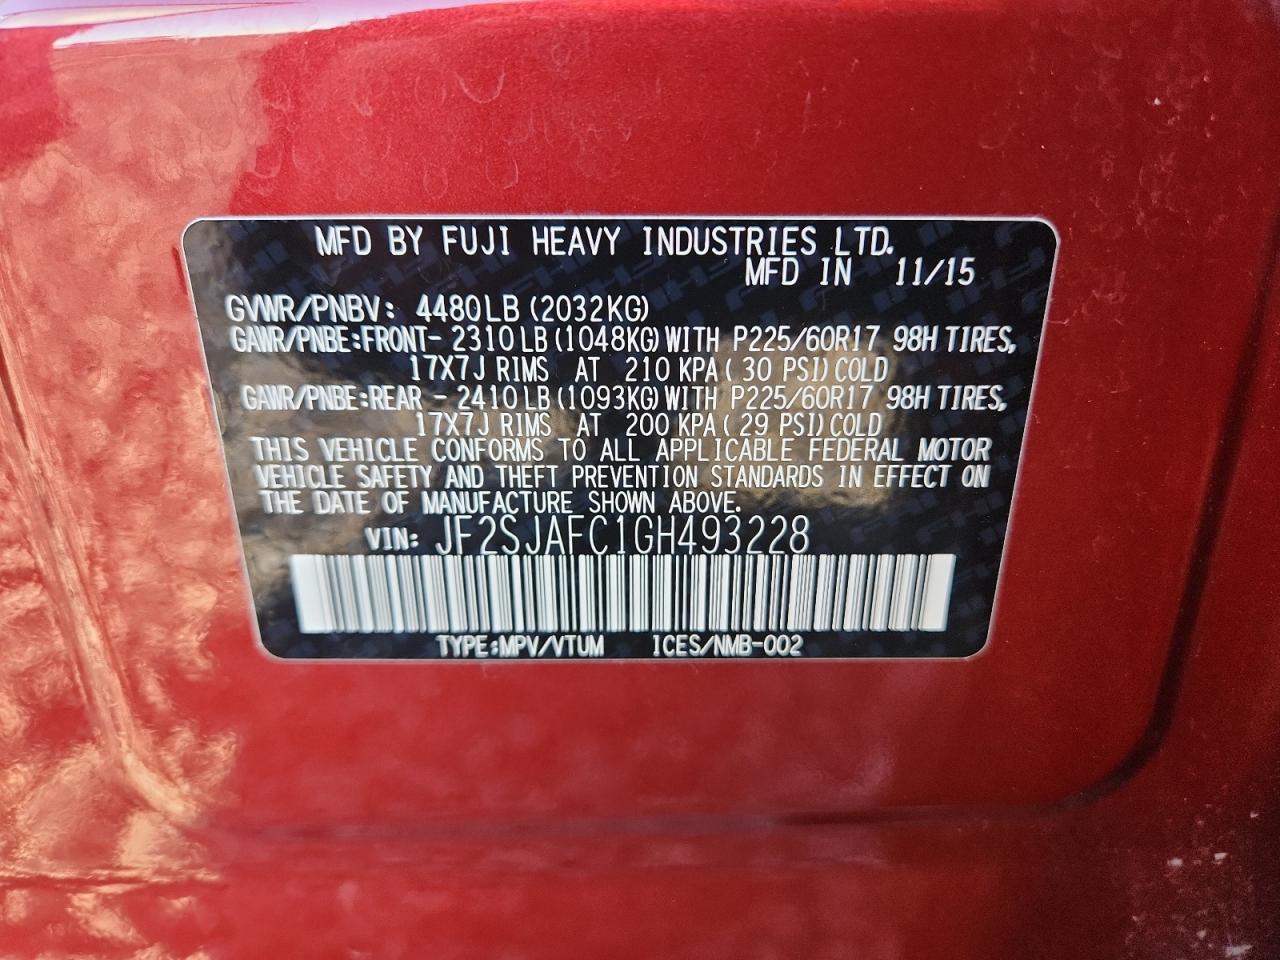 MFD BY FUJI HEAVY INDUSTRIES LTD.
MFD IN 11/15
GVWR/PNBV: 4480LB (2032KG)
GAWR/PNBE:FRONT- 2310LB (1048KG) WITH P225/60R17 98H TIRES,
17X7J RIMS AT 210 KPA ( 30 PSI) COLD
GAWR/PNBE:REAR - 2410LB (1093KG) WITH P225/60R17 98H TIRES,
17X7J RIMS AT 200 KPA ( 29 PSI) COLD
THIS VEHICLE CONFORMS TO ALL APPLICABLE FEDERAL MOTOR
VEHICLE SAFETY AND THEFT PREVENTION STANDARDS IN EFFECT ON
THE DATE OF MANUFACTURE SHOWN ABOVE.
VIN: JF2SJAFC1GH493228
TYPE:MPV/VTUM ICES/NMB-002